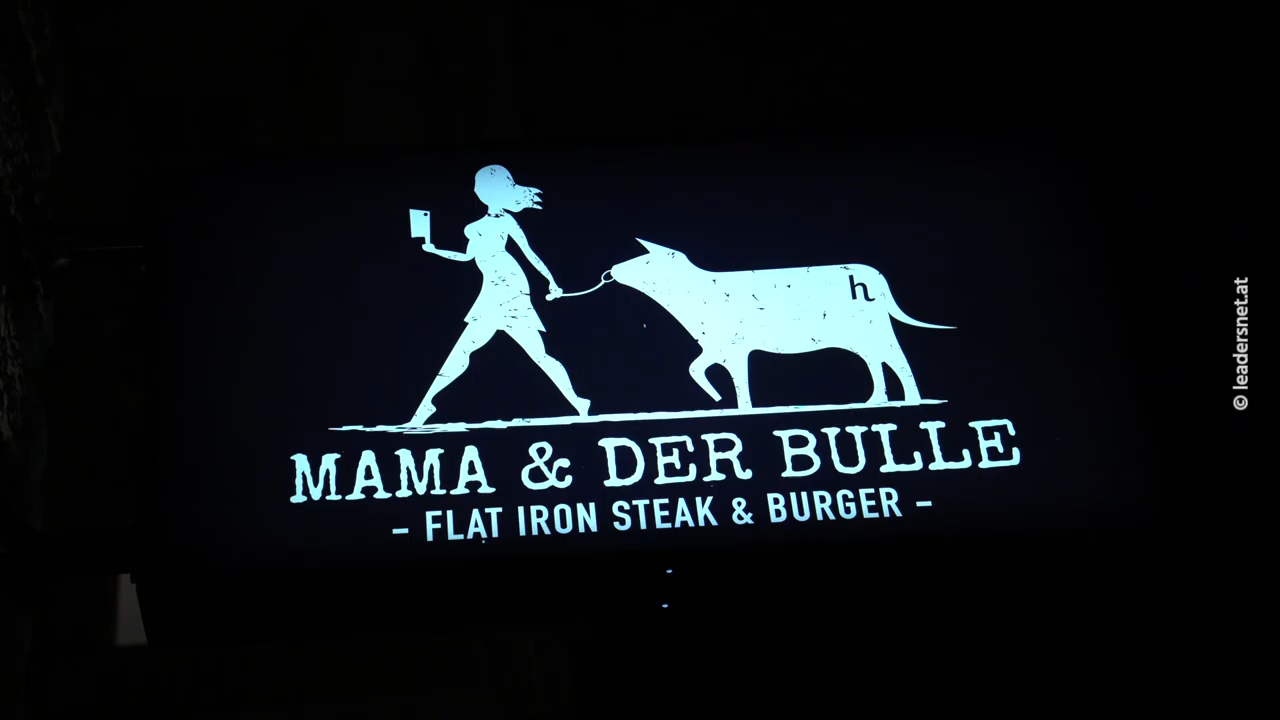 h
MAMA & DER BULLE
- FLAT IRON STEAK & BURGER -
© leadersnet.at